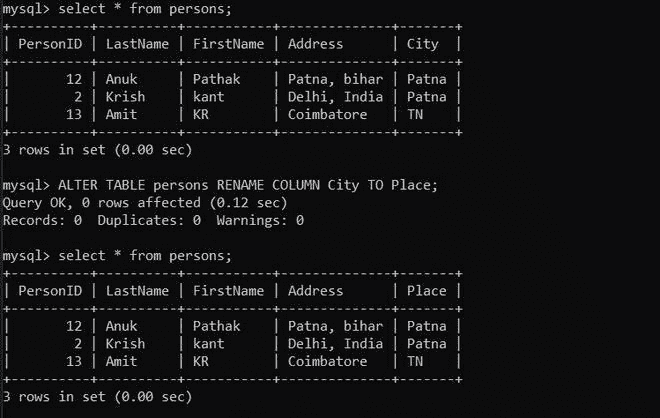 mysql> select * from persons;
+----------+----------+-----------+--------------+-------+
| PersonID | LastName | FirstName | Address      | City  |
+----------+----------+-----------+--------------+-------+
|       12 | Anuk     | Pathak    | Patna, bihar | Patna |
|        2 | Krish    | kant      | Delhi, India | Patna |
|       13 | Amit     | KR        | Coimbatore   | TN    |
+----------+----------+-----------+--------------+-------+
3 rows in set (0.00 sec)

mysql> ALTER TABLE persons RENAME COLUMN City TO Place;
Query OK, 0 rows affected (0.12 sec)
Records: 0  Duplicates: 0  Warnings: 0

mysql> select * from persons;
+----------+----------+-----------+--------------+-------+
| PersonID | LastName | FirstName | Address      | Place |
+----------+----------+-----------+--------------+-------+
|       12 | Anuk     | Pathak    | Patna, bihar | Patna |
|        2 | Krish    | kant      | Delhi, India | Patna |
|       13 | Amit     | KR        | Coimbatore   | TN    |
+----------+----------+-----------+--------------+-------+
3 rows in set (0.00 sec)